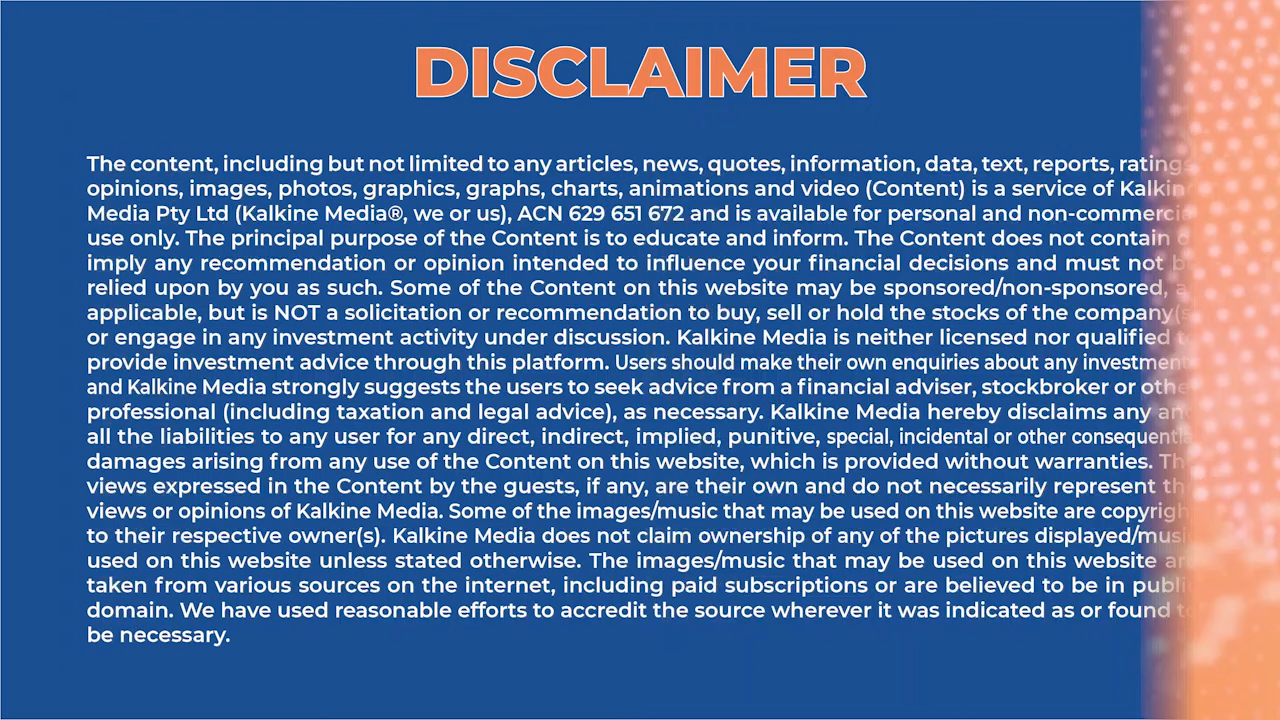 DISCLAIMER
The content, including but not limited to any articles, news, quotes, information, data, text, reports, ratings
opinions, images, photos, graphics, graphs, charts, animations and video (Content) is a service of Kalkin
Media Pty Ltd (Kalkine Media®, we or us), ACN 629 651 672 and is available for personal and non-commercia
use only. The principal purpose of the Content is to educate and inform. The Content does not contain o
imply any recommendation or opinion intended to influence your financial decisions and must not b
relied upon by you as such. Some of the Content on this website may be sponsored/non-sponsored, a
applicable, but is NOT a solicitation or recommendation to buy, sell or hold the stocks of the company(s
or engage in any investment activity under discussion. Kalkine Media is neither licensed nor qualified t
provide investment advice through this platform. Users should make their own enquiries about any investment
and Kalkine Media strongly suggests the users to seek advice from a financial adviser, stockbroker or othe
professional (including taxation and legal advice), as necessary. Kalkine Media hereby disclaims any an
all the liabilities to any user for any direct, indirect, implied, punitive, special, incidental or other consequentia
damages arising from any use of the Content on this website, which is provided without warranties. Th
views expressed in the Content by the guests, if any, are their own and do not necessarily represent th
views or opinions of Kalkine Media. Some of the images/music that may be used on this website are copyrigh
to their respective owner(s). Kalkine Media does not claim ownership of any of the pictures displayed/musi
used on this website unless stated otherwise. The images/music that may be used on this website ar
taken from various sources on the internet, including paid subscriptions or are believed to be in publi
domain. We have used reasonable efforts to accredit the source wherever it was indicated as or found t
be necessary.